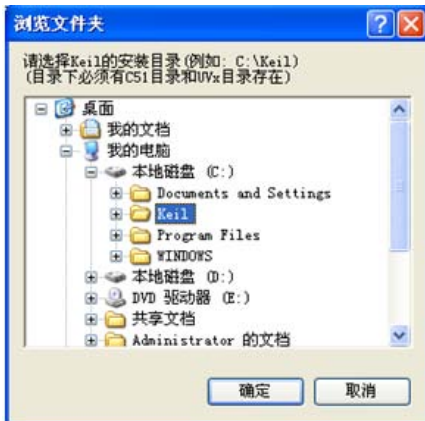 浏览文件夹
请选择Keil的安装目录(例如: C:\Keil)
(目录下必须有C51目录和UVx目录存在)
桌面
我的文档
我的电脑
本地磁盘 (C:)
Documents and Settings
Keil
Program Files
WINDOWS
本地磁盘 (D:)
DVD 驱动器 (E:)
共享文档
Administrator 的文档
确定 取消